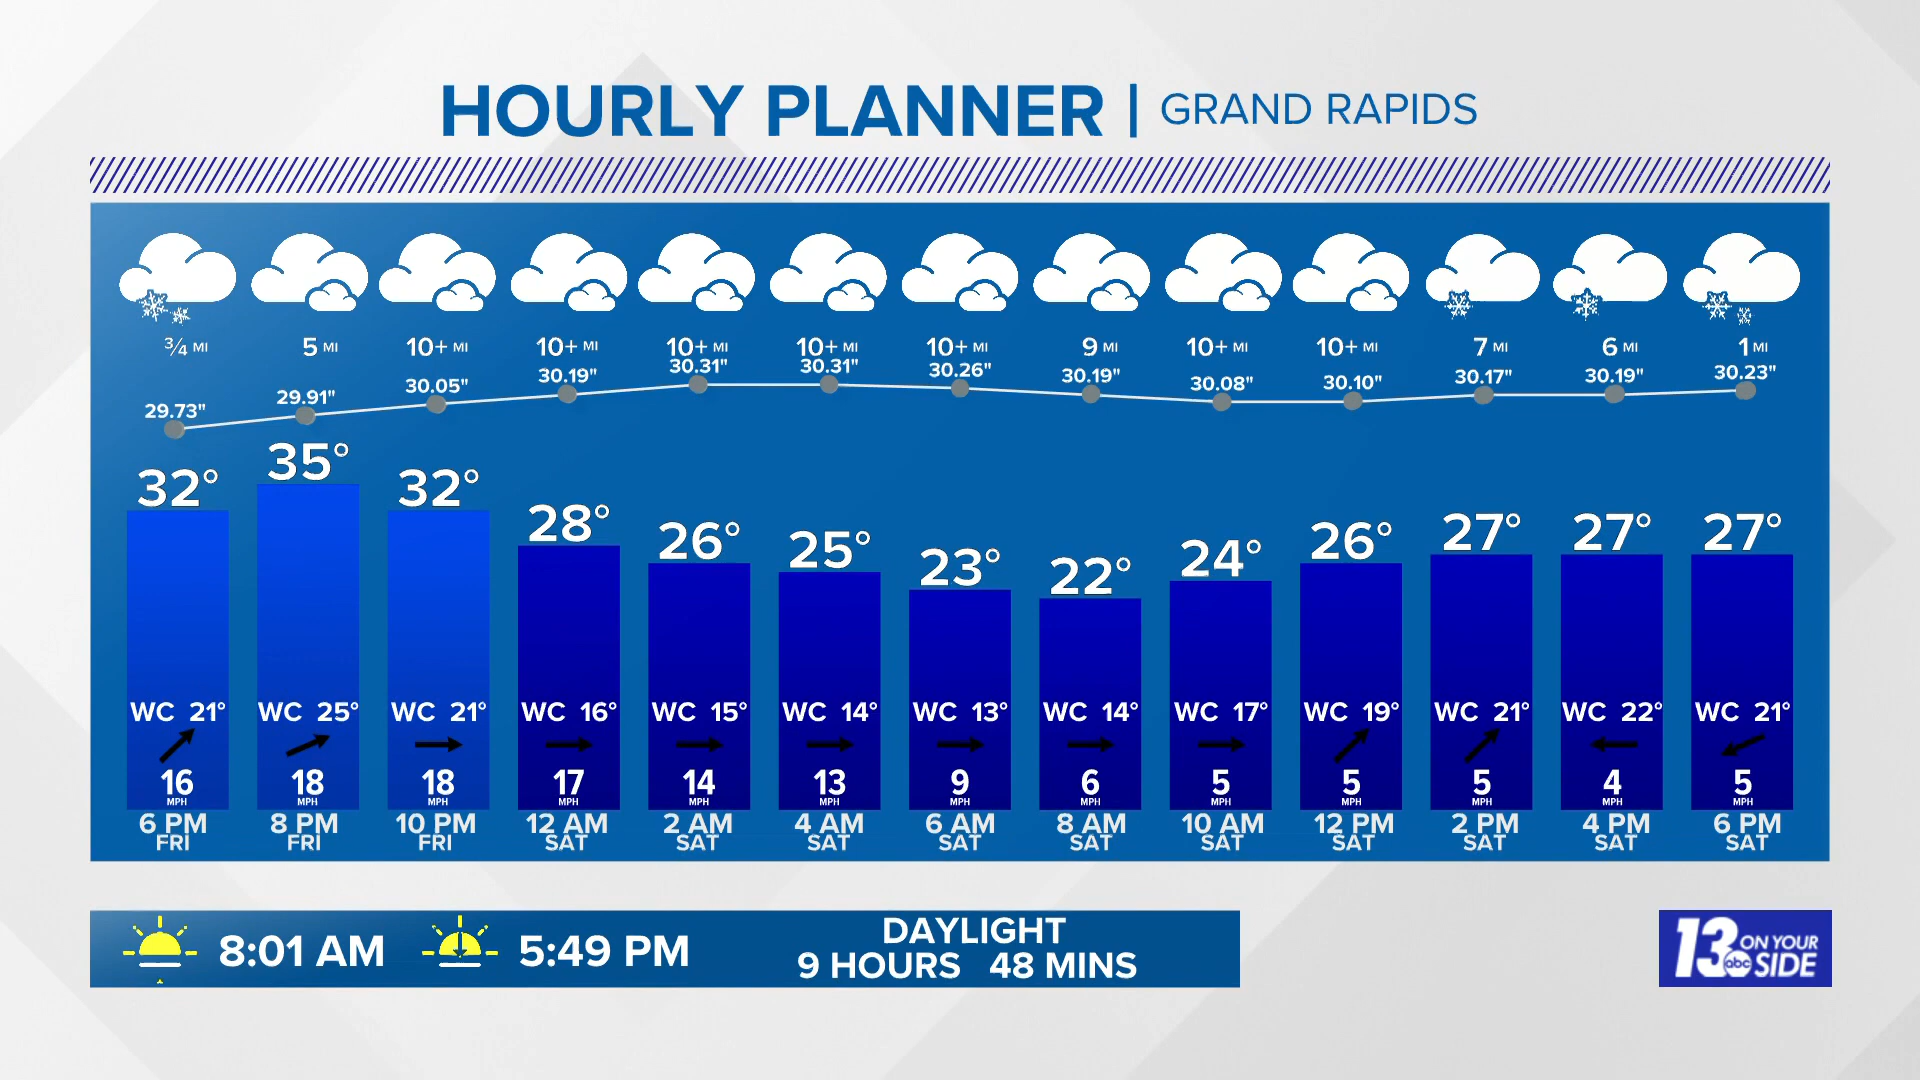 HOURLY PLANNER | GRAND RAPIDS
¾ MI 5 MI 10+ MI 10+ MI 10+ MI 10+ MI 10+ MI 9 MI 10+ MI 10+ MI 7 MI 6 MI 1 MI
29.73" 29.91" 30.05" 30.19" 30.31" 30.31" 30.26" 30.19" 30.08" 30.10" 30.17" 30.19" 30.23"
32° 35° 32° 28° 26° 25° 23° 22° 24° 26° 27° 27° 27°
WC 21° WC 25° WC 21° WC 16° WC 15° WC 14° WC 13° WC 14° WC 17° WC 19° WC 21° WC 22° WC 21°
16 18 18 17 14 13 9 6 5 5 5 4 5
MPH MPH MPH MPH MPH MPH MPH MPH MPH MPH MPH MPH MPH
6 PM 8 PM 10 PM 12 AM 2 AM 4 AM 6 AM 8 AM 10 AM 12 PM 2 PM 4 PM 6 PM
FRI FRI FRI SAT SAT SAT SAT SAT SAT SAT SAT SAT SAT
8:01 AM 5:49 PM
DAYLIGHT
9 HOURS 48 MINS
13 ON YOUR
abc SIDE